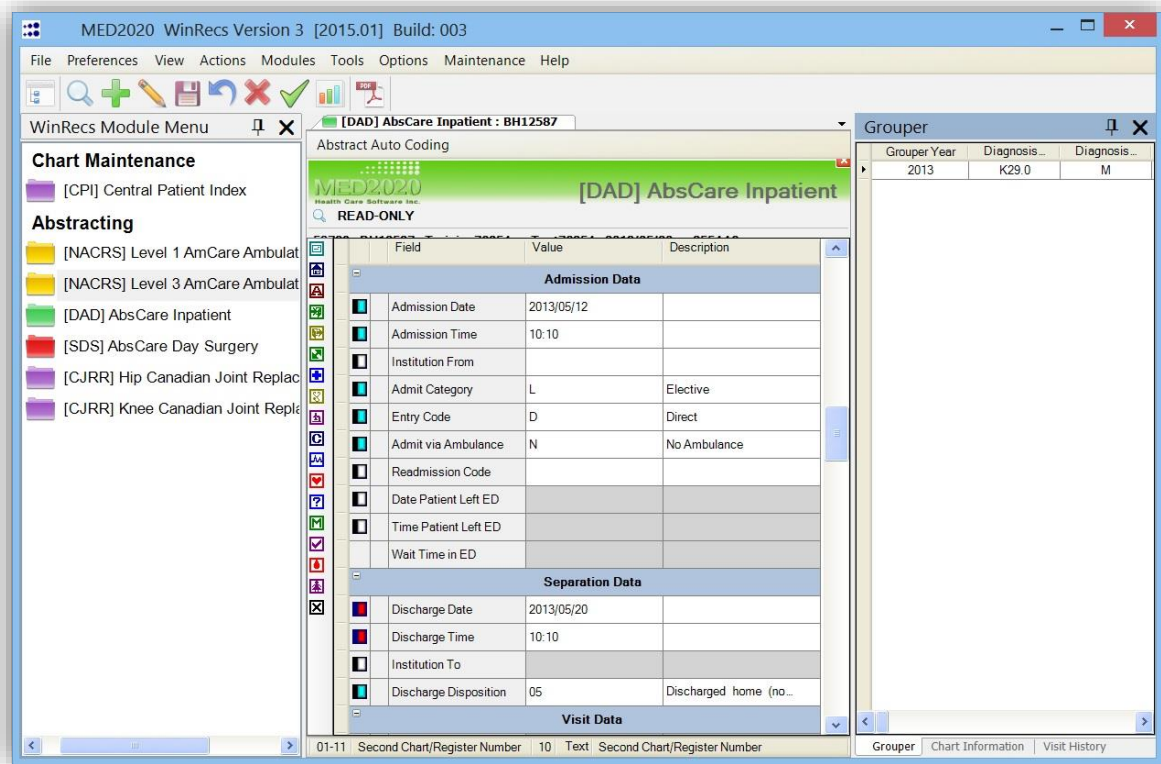 MED2020 WinRecs Version 3 [2015.01] Build: 003
File Preferences View Actions Modules Tools Options Maintenance Help
PDF
WinRecs Module Menu
Chart Maintenance
[CPI] Central Patient Index
Abstracting
[NACRS] Level 1 AmCare Ambulat
[NACRS] Level 3 AmCare Ambulat
[DAD] AbsCare Inpatient
[SDS] AbsCare Day Surgery
[CJRR] Hip Canadian Joint Replac
[CJRR] Knee Canadian Joint Repla
[DAD] AbsCare Inpatient : BH12587
Abstract Auto Coding
MED2020
Health Care Software Inc.
[DAD] AbsCare Inpatient
READ-ONLY
Field Value Description
Admission Data
Admission Date 2013/05/12
Admission Time 10:10
Institution From
Admit Category L Elective
Entry Code D Direct
Admit via Ambulance N No Ambulance
Readmission Code
Date Patient Left ED
Time Patient Left ED
Wait Time in ED
Separation Data
Discharge Date 2013/05/20
Discharge Time 10:10
Institution To
Discharge Disposition 05 Discharged home (no...
Visit Data
01-11 Second Chart/Register Number 10 Text Second Chart/Register Number
Grouper
Grouper Year Diagnosis... Diagnosis...
2013 K29.0 M
Grouper Chart Information Visit History